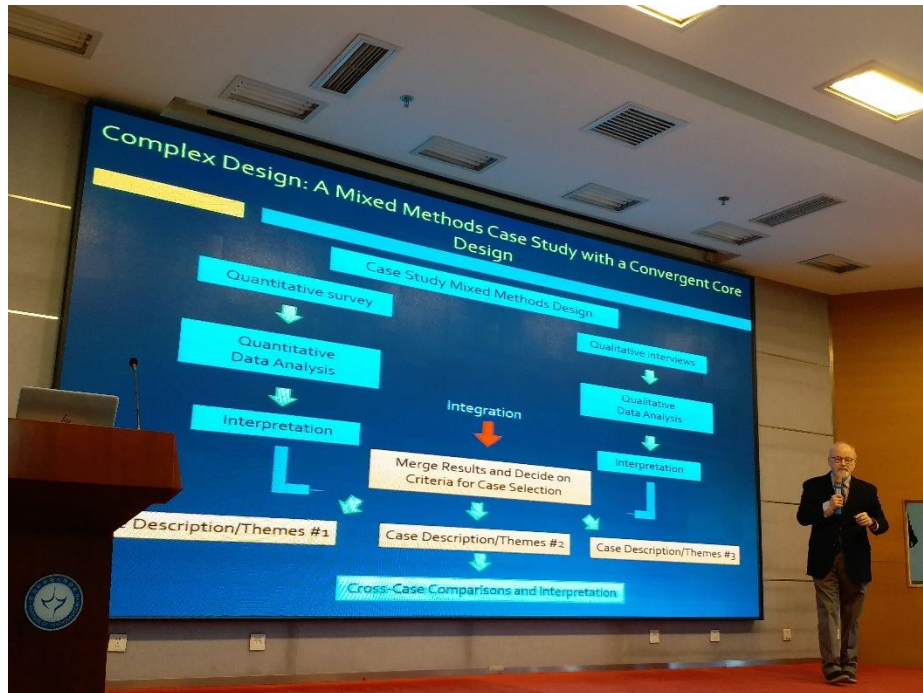 Complex Design: A Mixed Methods Case Study with a Convergent Core
Design
Case Study Mixed Methods Design
Quantitative survey
Quantitative
Data Analysis
Interpretation
Qualitative interviews
Qualitative
Data Analysis
Interpretation
Integration
Merge Results and Decide on
Criteria for Case Selection
Description/Themes #1
Case Description/Themes #2
Case Description/Themes #3
Cross-Case Comparisons and Interpretation